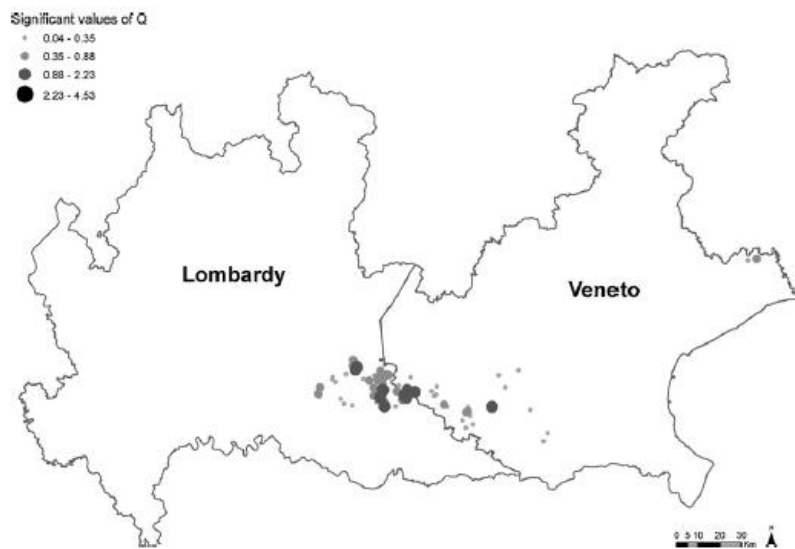 Significant values of Q
0.04 - 0.35
0.35 - 0.88
0.88 - 2.23
2.23 - 4.53
Lombardy
Veneto
0 5 10 20 30
Km